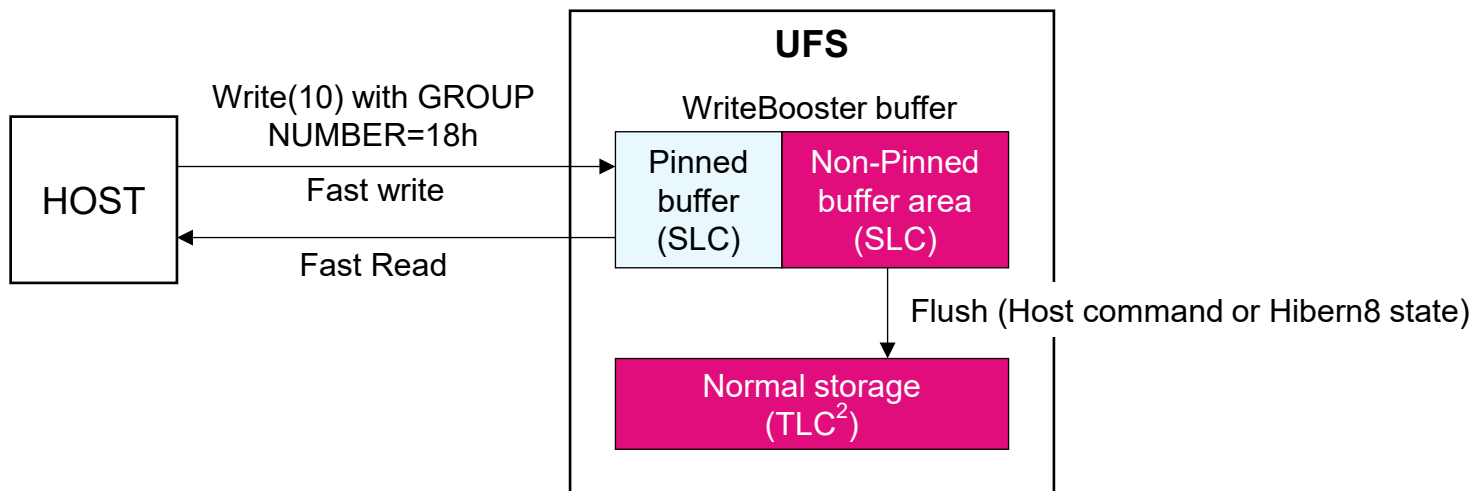 UFS
Write(10) with GROUP
NUMBER=18h
WriteBooster buffer
HOST
Fast write
Fast Read
Pinned
buffer
(SLC)
Non-Pinned
buffer area
(SLC)
Flush (Host command or Hibern8 state)
Normal storage
(TLC²)